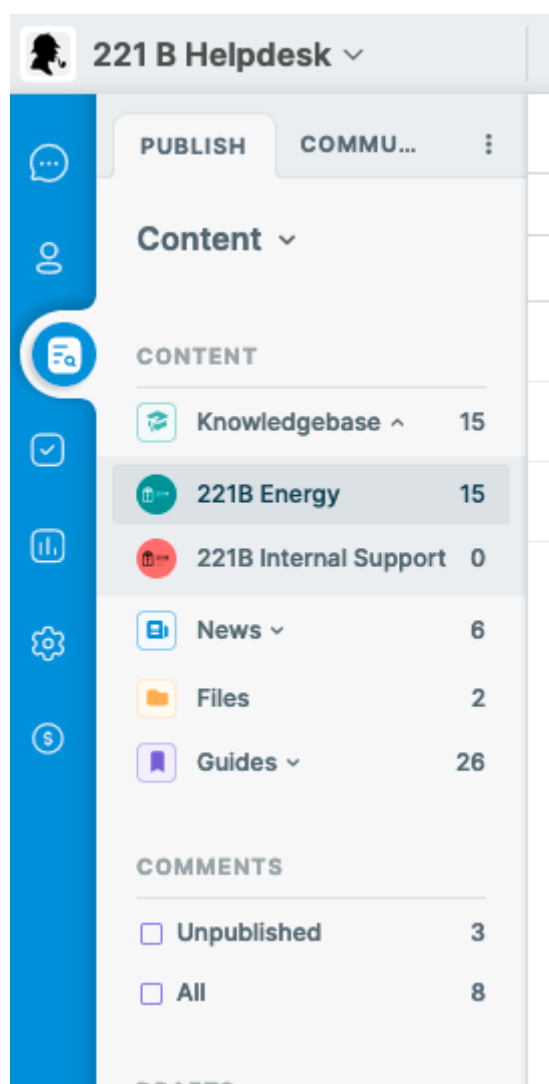 221 B Helpdesk
PUBLISH COMMU...
Content
CONTENT
Knowledgebase 15
221B Energy 15
221B Internal Support 0
News 6
Files 2
Guides 26
COMMENTS
Unpublished 3
All 8